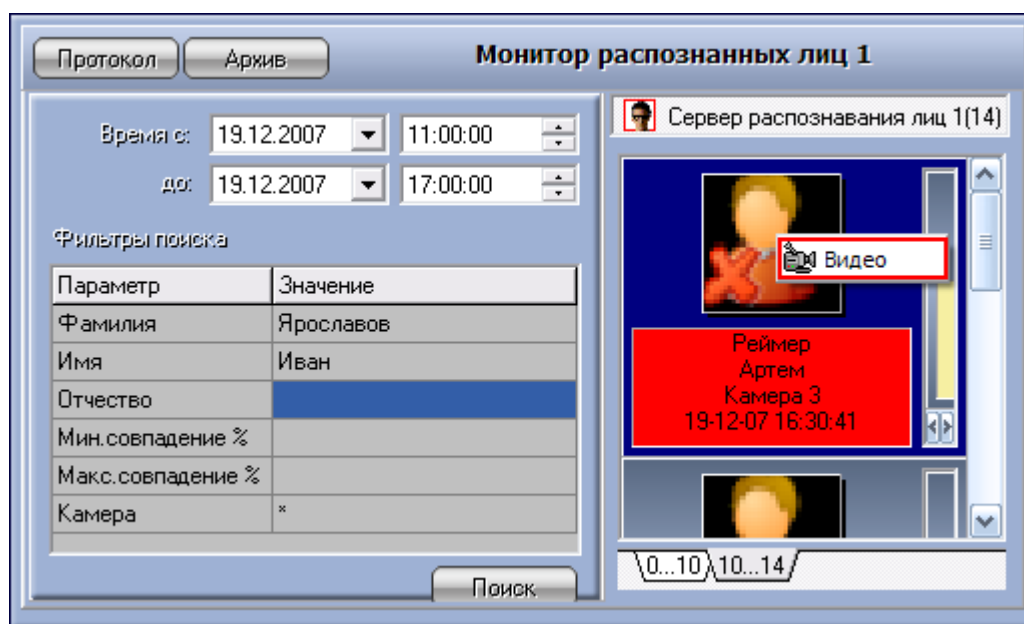 Протокол Архив Монитор распознанных лиц 1
Время с: 19.12.2007 11:00:00
до: 19.12.2007 17:00:00
Фильтры поиска
Параметр Значение
Фамилия Ярославов
Имя Иван
Отчество
Мин.совпадение %
Макс.совпадение %
Камера *
Поиск
Сервер распознавания лиц 1(14)
Видео
Реймер
Артем
Камера 3
19-12-07 16:30:41
0...10 10...14